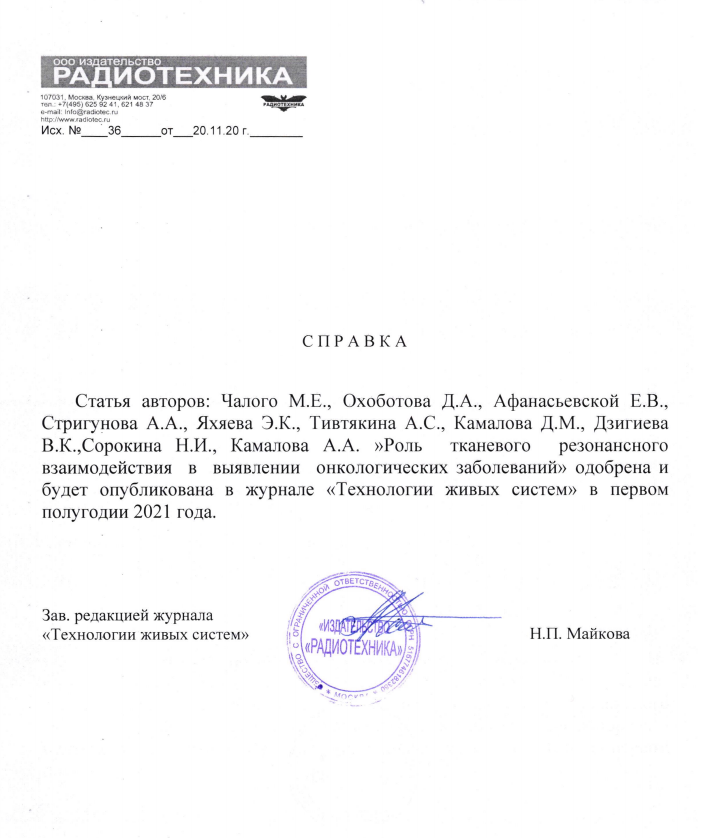 ООО ИЗДАТЕЛЬСТВО
РАДИОТЕХНИКА
107031, Москва, Кузнецкий мост, 20/6
тел.: +7(495) 625 92 41, 621 48 37
e-mail: info@radiotec.ru
http://www.radiotec.ru
РАДИОТЕХНИКА
Исх. №____36______от___20.11.20 г.________
С П Р А В К А
Статья авторов: Чалого М.Е., Охоботова Д.А., Афанасьевской Е.В.,
Стригунова А.А., Яхяева Э.К., Тивтякина А.С., Камалова Д.М., Дзигиева
В.К.,Сорокина Н.И., Камалова А.А. »Роль тканевого резонансного
взаимодействия в выявлении онкологических заболеваний» одобрена и
будет опубликована в журнале «Технологии живых систем» в первом
полугодии 2021 года.
Зав. редакцией журнала
«Технологии живых систем»
Н.П. Майкова
С ОГРАНИЧЕННОЙ ОТВЕТСТВЕННОСТЬЮ
«ИЗДАТЕЛЬСТВО
«РАДИОТЕХНИКА»
МОСКВА